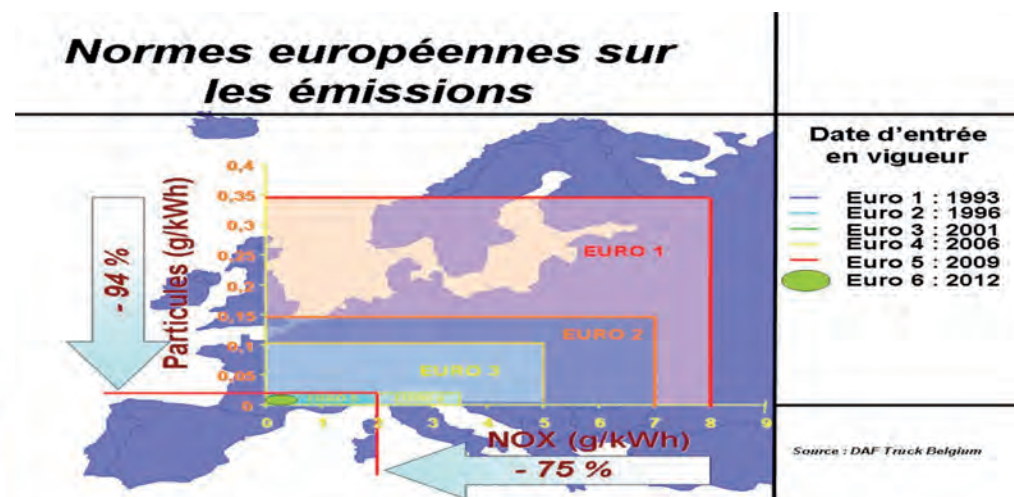 Normes européennes sur
les émissions
Date d'entrée
en vigueur
Euro 1 : 1993
Euro 2 : 1996
Euro 3 : 2001
Euro 4 : 2006
Euro 5 : 2009
Euro 6 : 2012
Source : DAF Truck Belgium
- 94 %
Particules (g/kWh)
0,4
0,35
0,3
0,25
0,2
0,15
0,1
0,05
0
EURO 1
EURO 2
EURO 3
0 1 2 3 4 5 6 7 8 9
NOX (g/kWh)
- 75 %